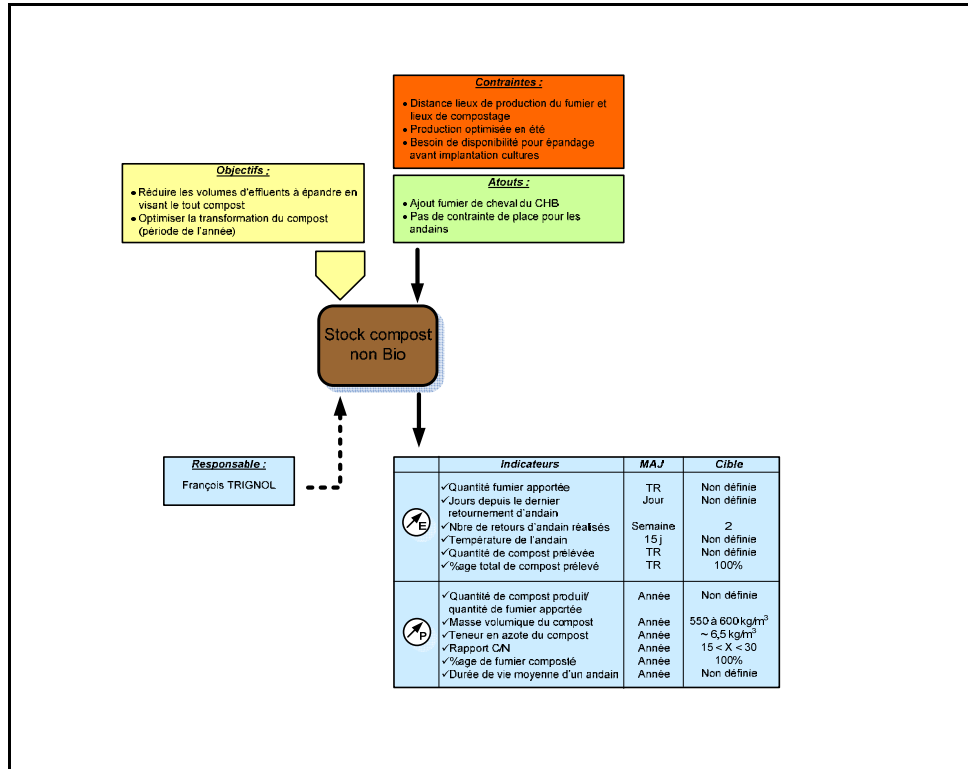 Contraintes :
• Distance lieux de production du fumier et
lieux de compostage
• Production optimisée en été
• Besoin de disponibilité pour épandage
avant implantation cultures
Objectifs :
• Réduire les volumes d'effluents à épandre en
visant le tout compost
• Optimiser la transformation du compost
(période de l'année)
Atouts :
• Ajout fumier de cheval du CHB
• Pas de contrainte de place pour les
andains
Stock compost
non Bio
Responsable :
François TRIGNOL
Indicateurs MAJ Cible
E
✓Quantité fumier apportée TR Non définie
✓Jours depuis le dernier Jour Non définie
retournement d'andain
✓Nbre de retours d'andain réalisés Semaine 2
✓Température de l'andain 15 j Non définie
✓Quantité de compost prélévée TR Non définie
✓%age total de compost prélevé TR 100%
P
✓Quantité de compost produit/ Année Non définie
quantité de fumier apportée
✓Masse volumique du compost Année 550 à 600 kg/m³
✓Teneur en azote du compost Année ~ 6,5 kg/m³
✓Rapport C/N Année 15 < X < 30
✓%age de fumier composté Année 100%
✓Durée de vie moyenne d'un andain Année Non définie